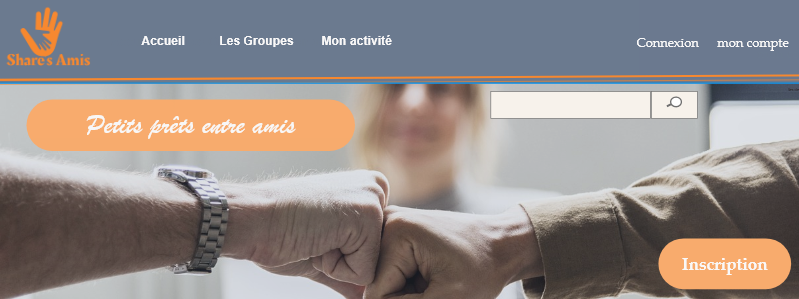 Share's Amis
Accueil Les Groupes Mon activité
Connexion mon compte
Petits prêts entre amis
Inscription